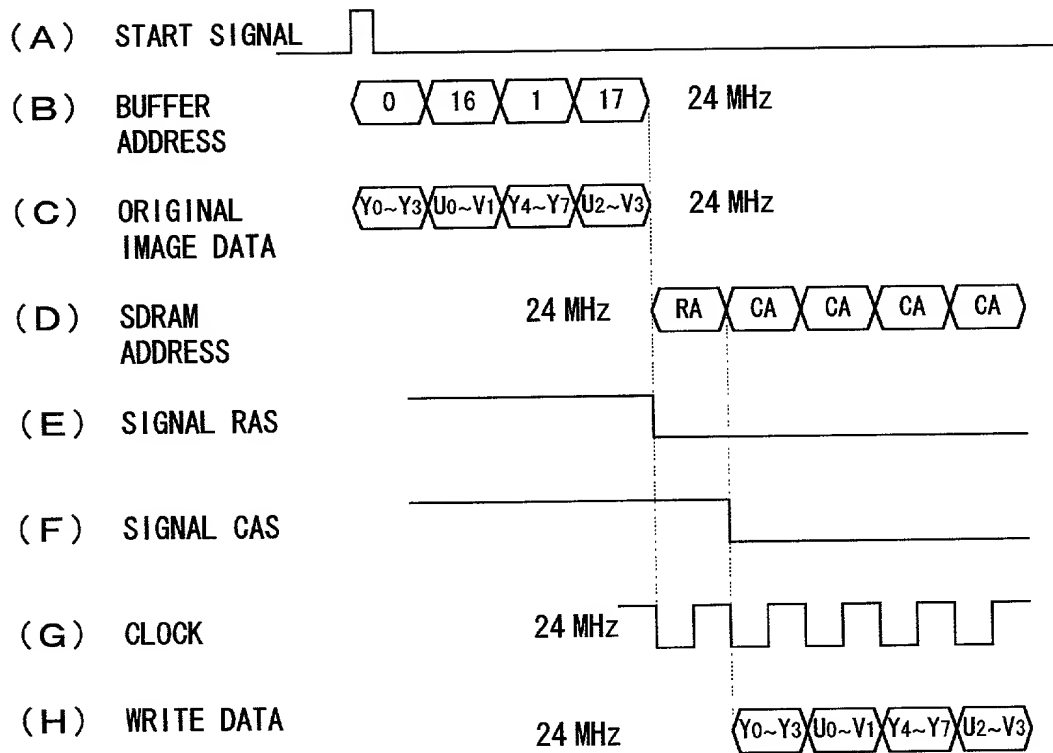 (A) START SIGNAL
(B) BUFFER ADDRESS 0 16 1 17 24 MHz
(C) ORIGINAL IMAGE DATA Y0~Y3 U0~V1 Y4~Y7 U2~V3 24 MHz
(D) SDRAM ADDRESS 24 MHz RA CA CA CA CA
(E) SIGNAL RAS
(F) SIGNAL CAS
(G) CLOCK 24 MHz
(H) WRITE DATA 24 MHz Y0~Y3 U0~V1 Y4~Y7 U2~V3